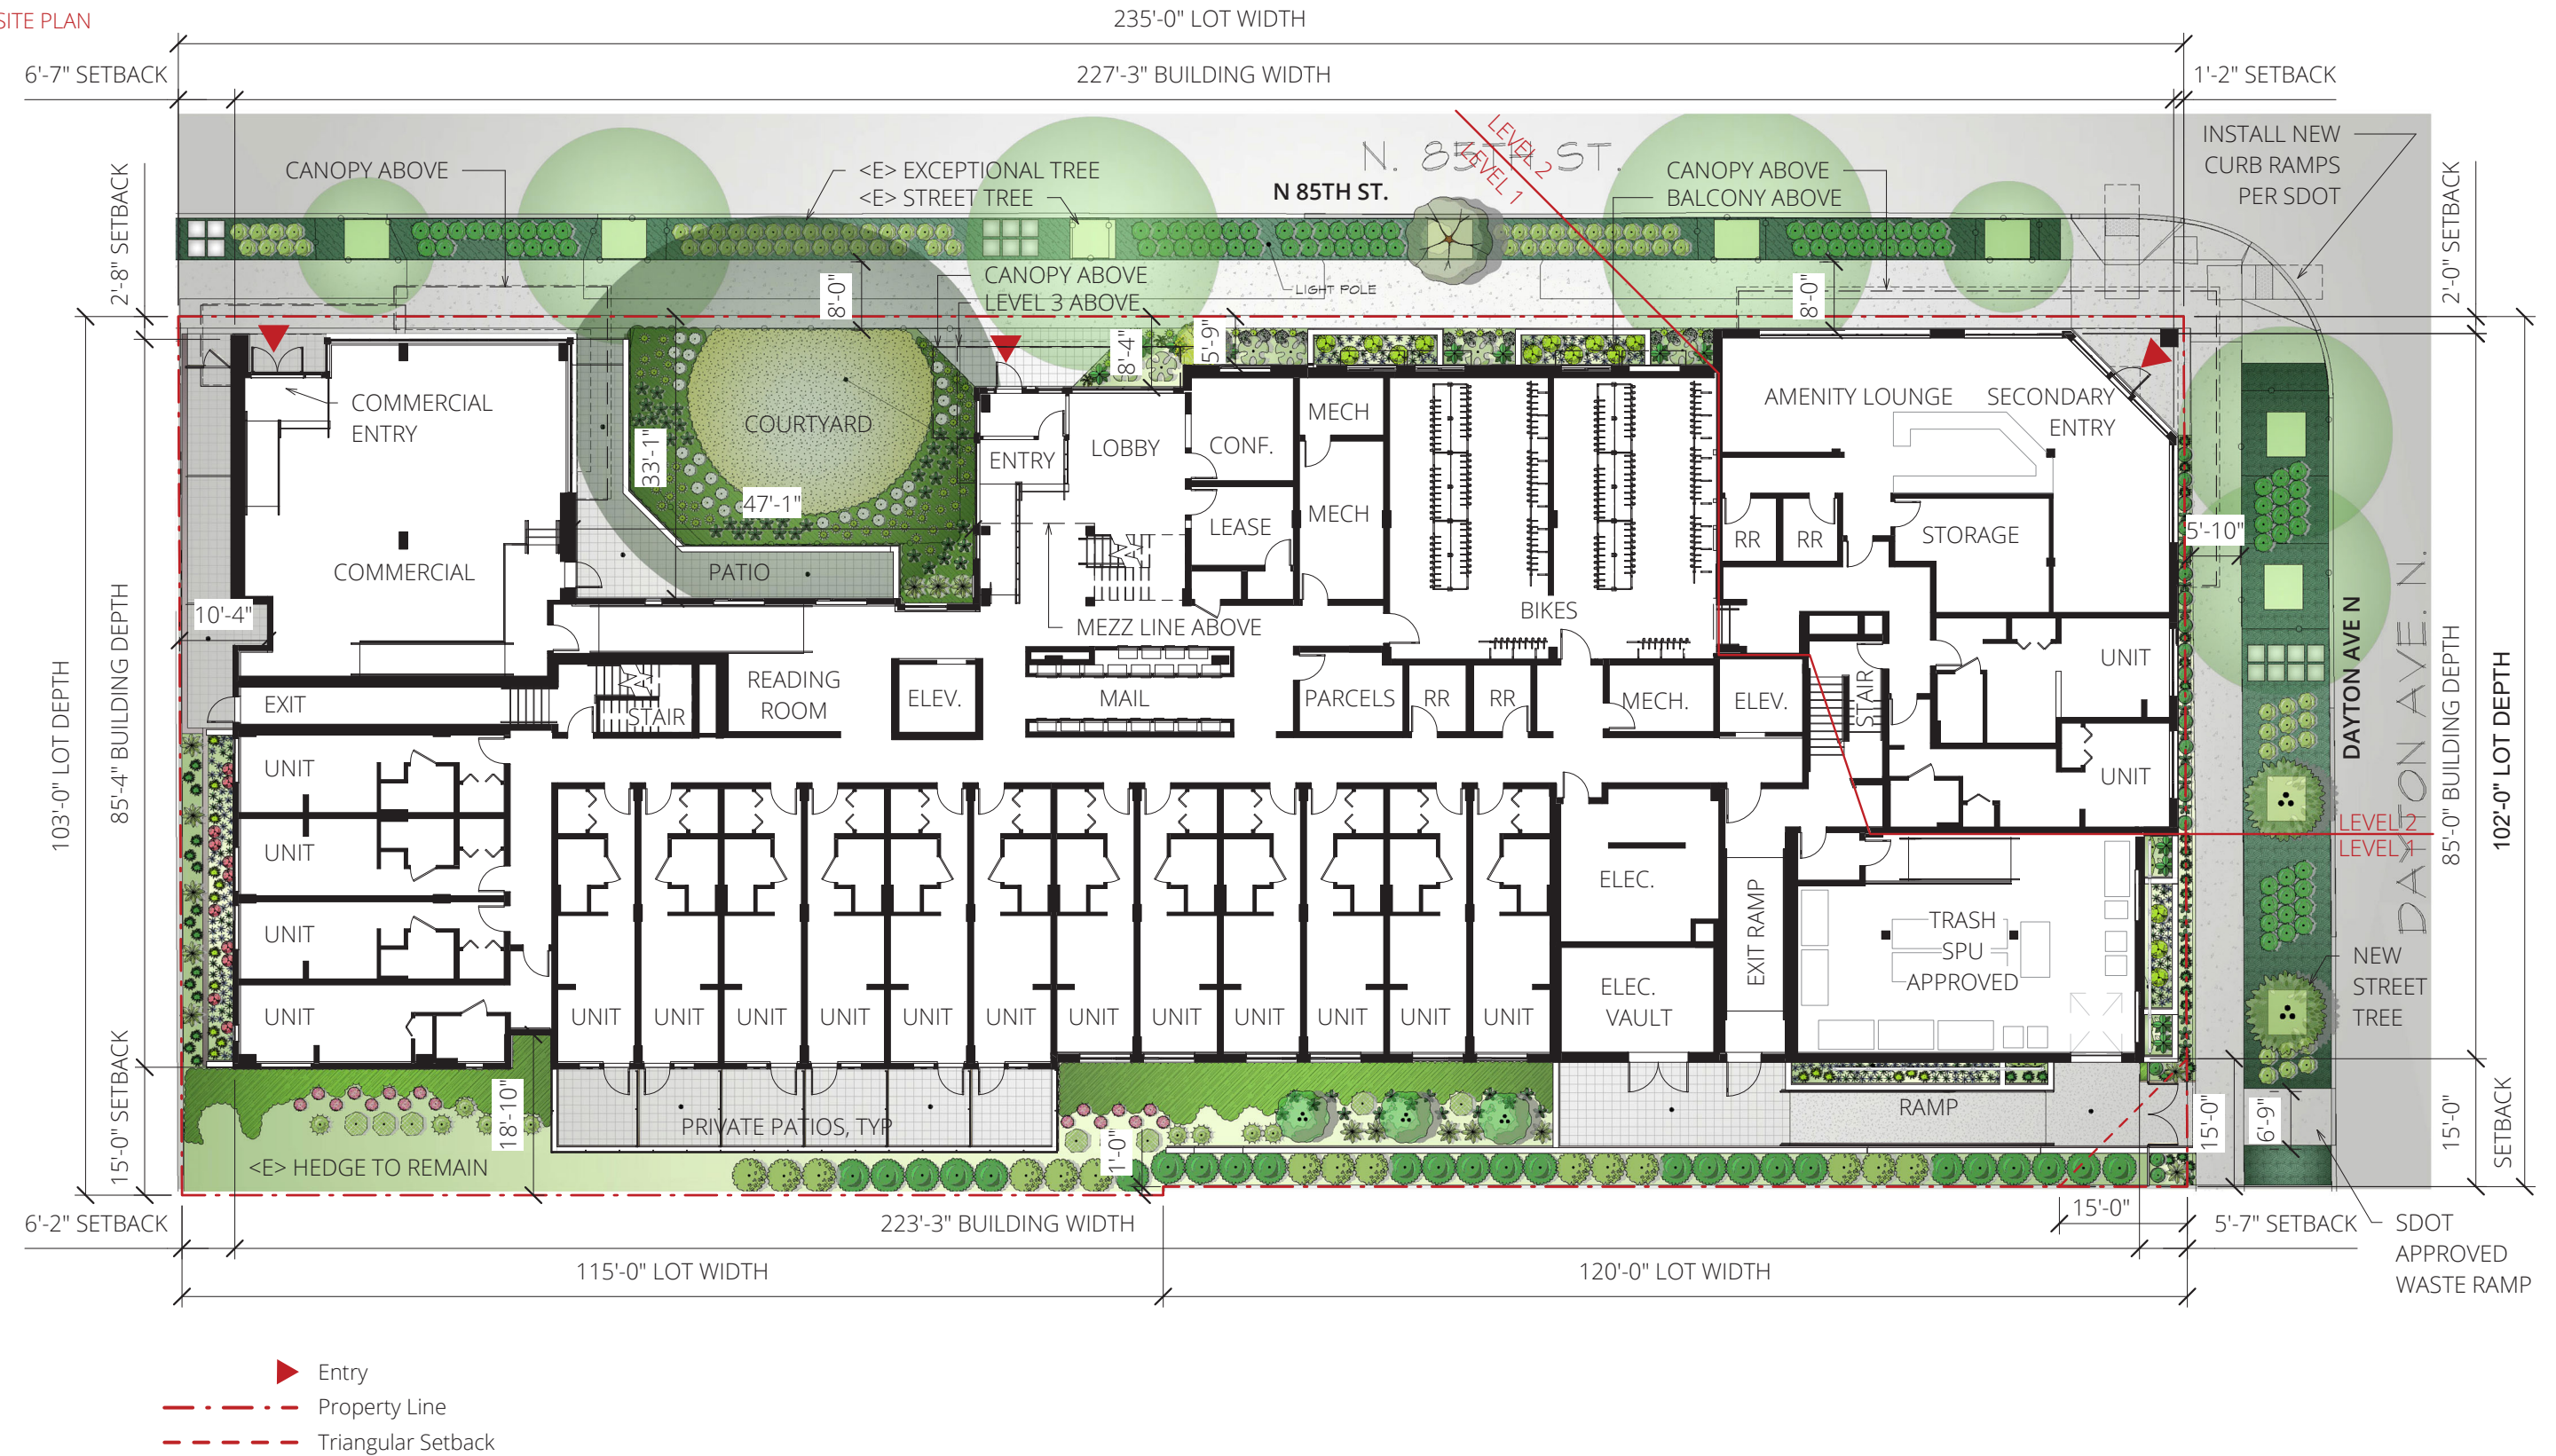 SITE PLAN
235'-0" LOT WIDTH
6'-7" SETBACK
227'-3" BUILDING WIDTH
1'-2" SETBACK
INSTALL NEW
CURB RAMPS
PER SDOT
CANOPY ABOVE
<E> EXCEPTIONAL TREE
<E> STREET TREE
N. 85TH ST.
N 85TH ST.
LEVEL 2
LEVEL 1
CANOPY ABOVE
BALCONY ABOVE
2'-8" SETBACK
2'-0" SETBACK
8'-0"
CANOPY ABOVE
LEVEL 3 ABOVE
LIGHT POLE
8'-0"
8'-4"
5'-9"
COMMERCIAL
ENTRY
COURTYARD
33'-1"
47'-1"
ENTRY
LOBBY
CONF.
MECH
AMENITY LOUNGE
SECONDARY
ENTRY
LEASE
MECH
RR
RR
STORAGE
5'-10"
COMMERCIAL
PATIO
10'-4"
MEZZ LINE ABOVE
BIKES
103'-0" LOT DEPTH
85'-4" BUILDING DEPTH
DAYTON AVE N
DAYTON AVE. N.
85'-0" BUILDING DEPTH
102'-0" LOT DEPTH
EXIT
STAIR
READING
ROOM
ELEV.
MAIL
PARCELS
RR
RR
MECH.
ELEV.
STAIR
UNIT
UNIT
UNIT
UNIT
UNIT
UNIT
LEVEL 2
LEVEL 1
ELEC.
EXIT RAMP
TRASH
SPU
APPROVED
NEW
STREET
TREE
UNIT
UNIT
UNIT
UNIT
UNIT
UNIT
UNIT
UNIT
UNIT
UNIT
UNIT
UNIT
ELEC.
VAULT
15'-0" SETBACK
18'-10"
PRIVATE PATIOS, TYP
1'-0"
RAMP
15'-0"
6'-9"
15'-0"
SETBACK
<E> HEDGE TO REMAIN
6'-2" SETBACK
223'-3" BUILDING WIDTH
15'-0"
5'-7" SETBACK
SDOT
APPROVED
WASTE RAMP
115'-0" LOT WIDTH
120'-0" LOT WIDTH
Entry
Property Line
Triangular Setback